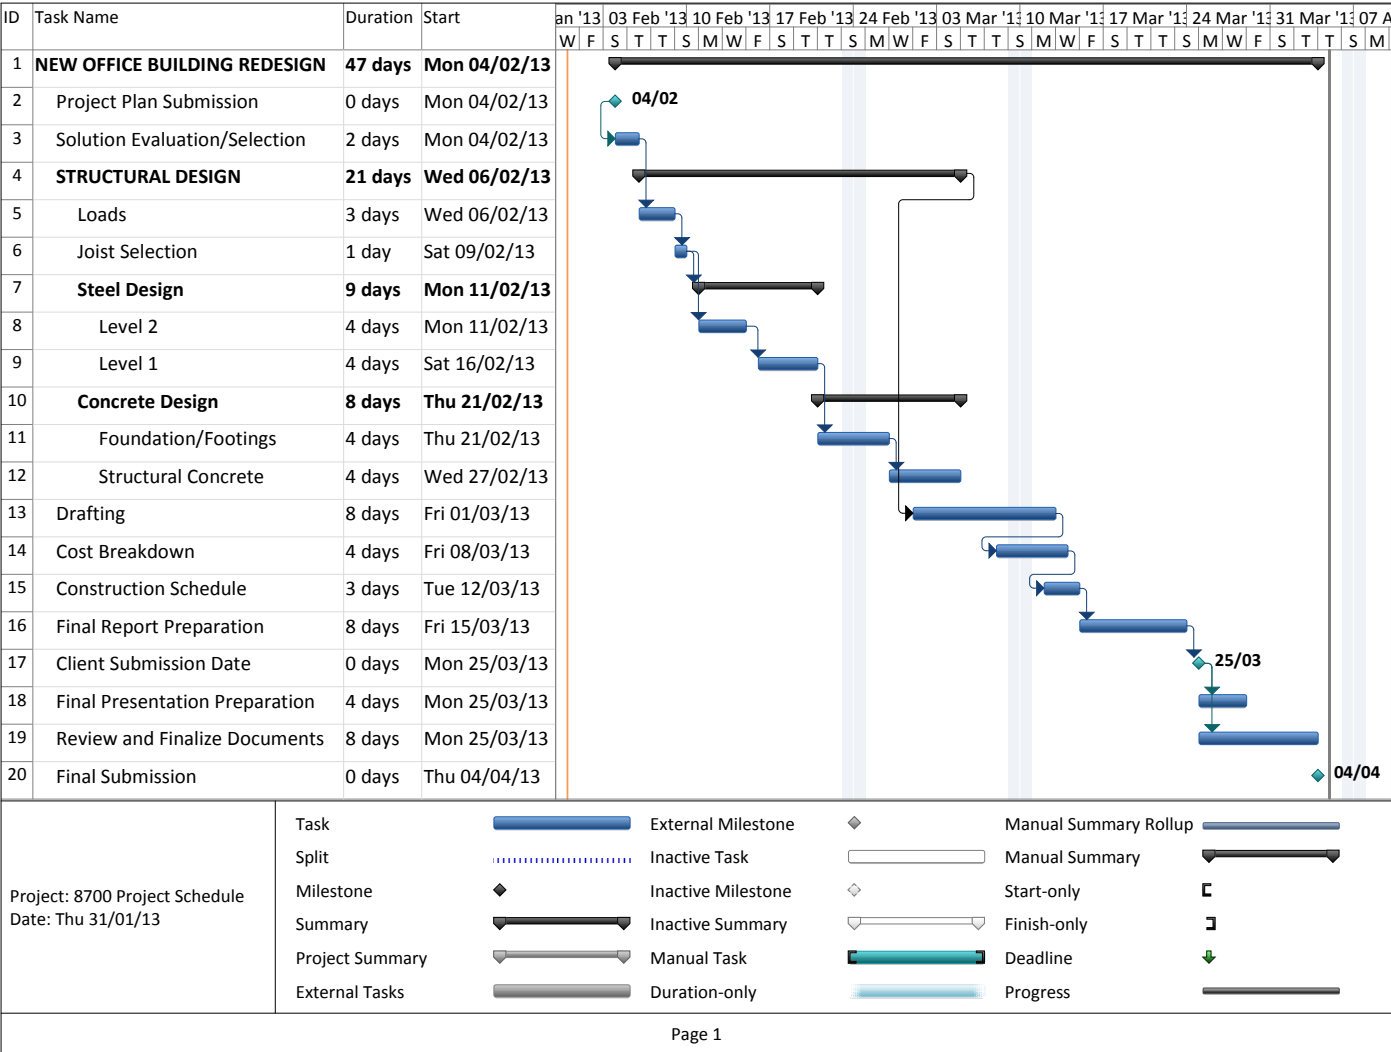 ID Task Name Duration Start an '13 03 Feb '13 10 Feb '13 17 Feb '13 24 Feb '13 03 Mar '13 10 Mar '13 17 Mar '13 24 Mar '13 31 Mar '13 07 A
W F S T T S M W F S T T S M W F S T T S M W F S T T S M W F S T T S M
1 NEW OFFICE BUILDING REDESIGN 47 days Mon 04/02/13
2 Project Plan Submission 0 days Mon 04/02/13 04/02
3 Solution Evaluation/Selection 2 days Mon 04/02/13
4 STRUCTURAL DESIGN 21 days Wed 06/02/13
5 Loads 3 days Wed 06/02/13
6 Joist Selection 1 day Sat 09/02/13
7 Steel Design 9 days Mon 11/02/13
8 Level 2 4 days Mon 11/02/13
9 Level 1 4 days Sat 16/02/13
10 Concrete Design 8 days Thu 21/02/13
11 Foundation/Footings 4 days Thu 21/02/13
12 Structural Concrete 4 days Wed 27/02/13
13 Drafting 8 days Fri 01/03/13
14 Cost Breakdown 4 days Fri 08/03/13
15 Construction Schedule 3 days Tue 12/03/13
16 Final Report Preparation 8 days Fri 15/03/13
17 Client Submission Date 0 days Mon 25/03/13 25/03
18 Final Presentation Preparation 4 days Mon 25/03/13
19 Review and Finalize Documents 8 days Mon 25/03/13
20 Final Submission 0 days Thu 04/04/13 04/04
Project: 8700 Project Schedule
Date: Thu 31/01/13
Task External Milestone Manual Summary Rollup
Split Inactive Task Manual Summary
Milestone Inactive Milestone Start-only
Summary Inactive Summary Finish-only
Project Summary Manual Task Deadline
External Tasks Duration-only Progress
Page 1